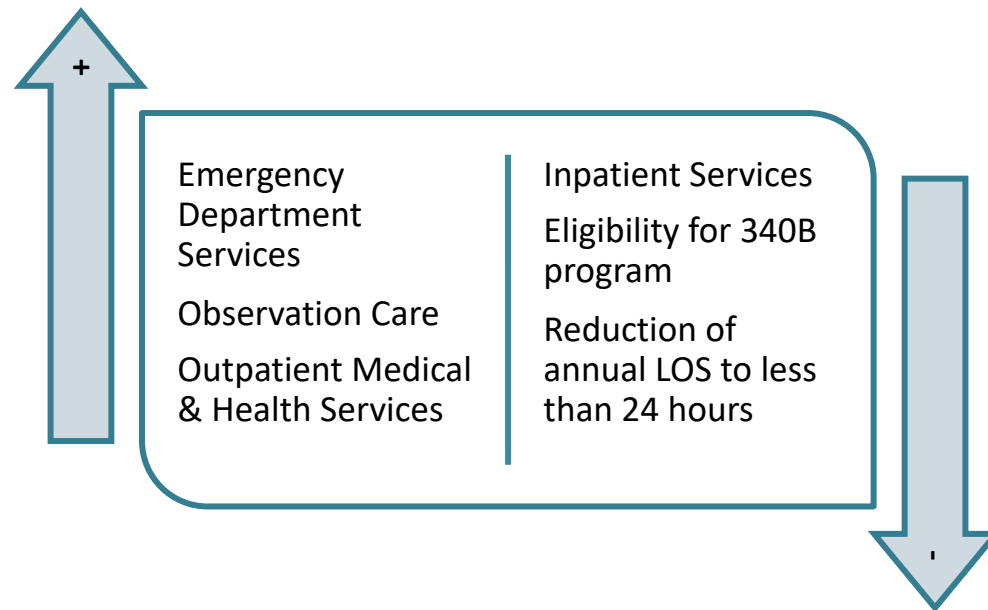 +
Emergency
Department
Services
Observation Care
Outpatient Medical
& Health Services
Inpatient Services
Eligibility for 340B
program
Reduction of
annual LOS to less
than 24 hours
-